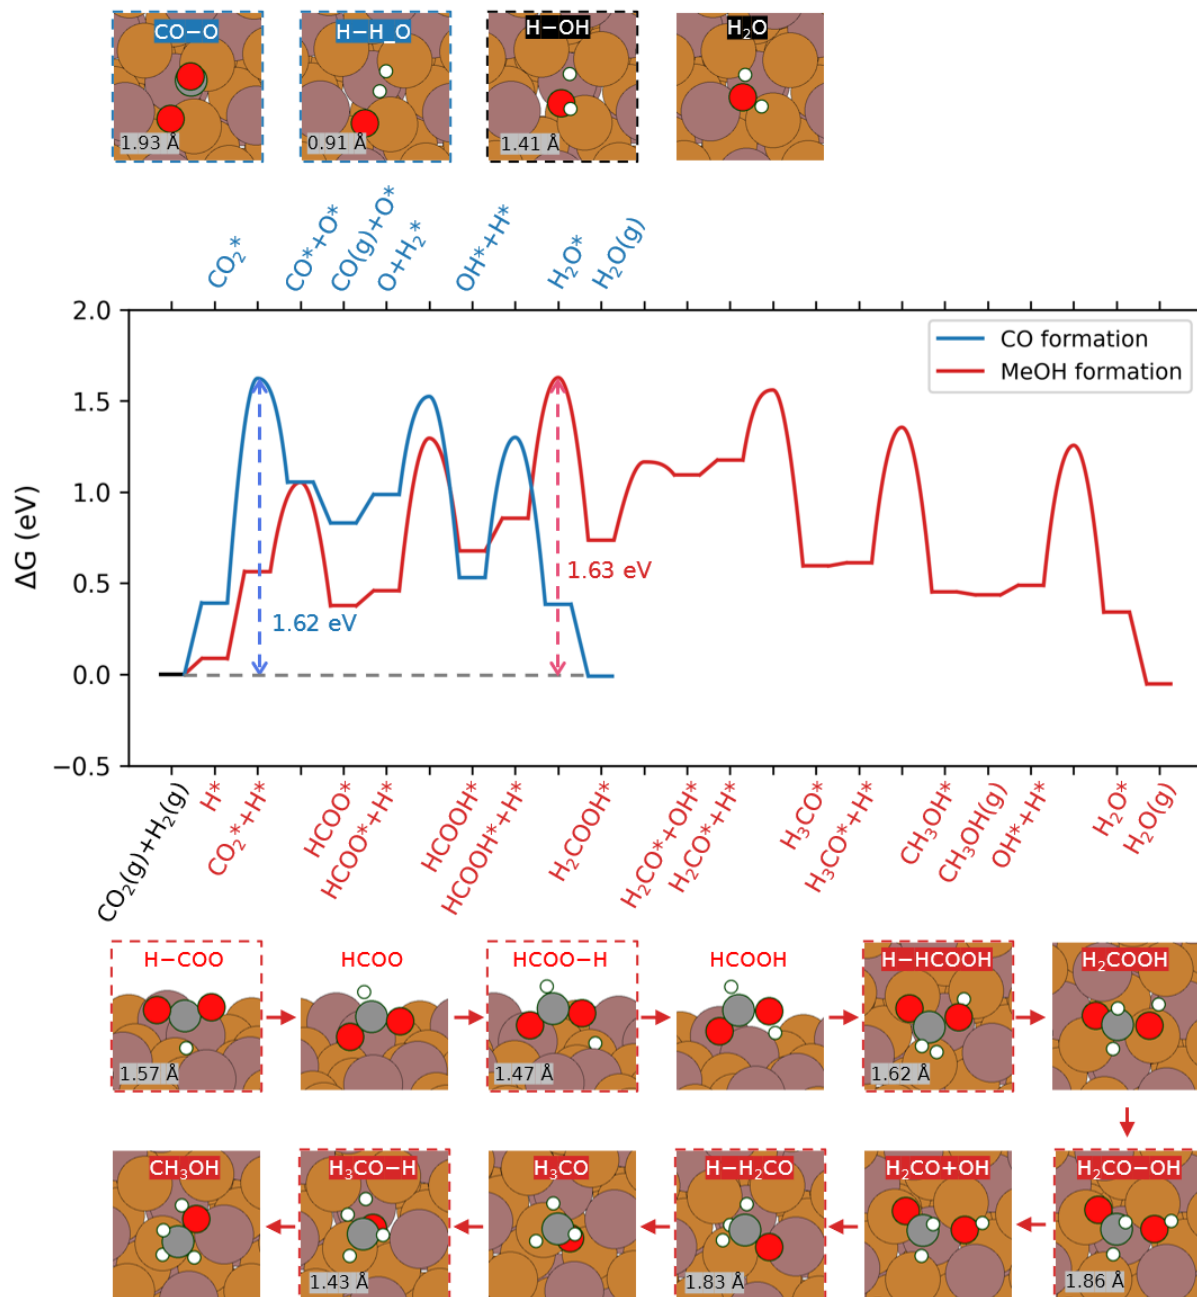 CO−O
H−H_O
H−OH
H₂O
1.93 Å
0.91 Å
1.41 Å
CO₂*
CO*+O*
CO(g)+O*
O+H₂*
OH*+H*
H₂O*
H₂O(g)
2.0
1.5
1.0
0.5
0.0
−0.5
ΔG (eV)
CO formation
MeOH formation
1.62 eV
1.63 eV
CO₂(g)+H₂(g)
H*
CO₂*+H*
HCOO*
HCOO*+H*
HCOOH*
HCOOH*+H*
H₂COOH*
H₂CO*+OH*
H₂CO*+H*
H₃CO*
H₃CO*+H*
CH₃OH*
CH₃OH(g)
OH*+H*
H₂O*
H₂O(g)
H−COO
HCOO
HCOO−H
HCOOH
H−HCOOH
H₂COOH
1.57 Å
1.47 Å
1.62 Å
CH₃OH
H₃CO−H
H₃CO
H−H₂CO
H₂CO+OH
H₂CO−OH
1.43 Å
1.83 Å
1.86 Å